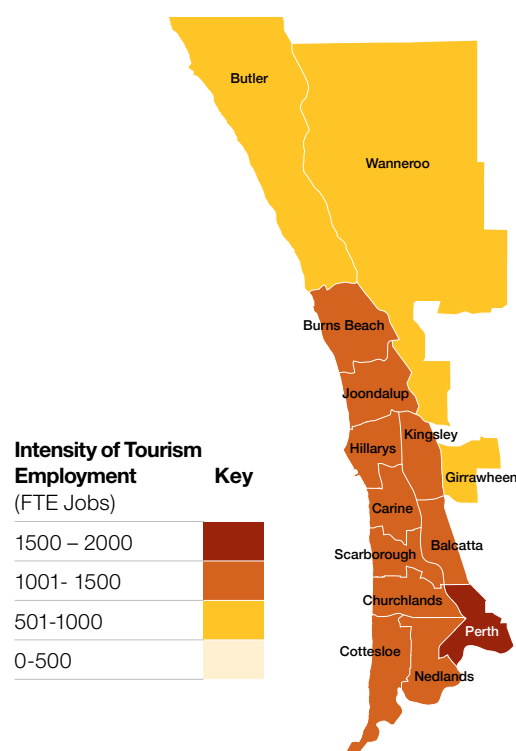 Butler
Wanneroo
Burns Beach
Joondalup
Kingsley
Hillarys
Girrawheen
Carine
Balcatta
Scarborough
Churchlands
Perth
Cottesloe
Nedlands
Intensity of Tourism
Employment Key
(FTE Jobs)
1500 – 2000
1001- 1500
501-1000
0-500